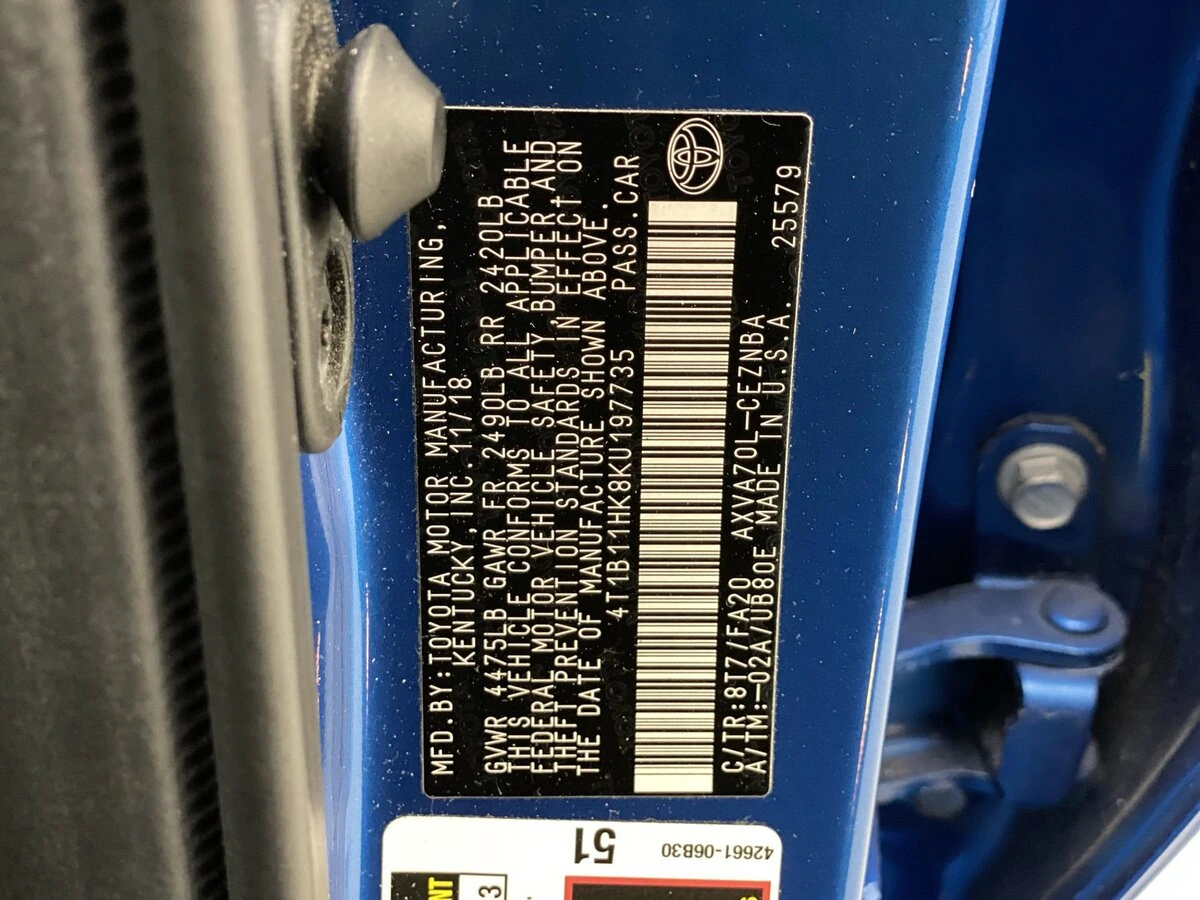 MFD.BY:TOYOTA MOTOR MANUFACTURING,
KENTUCKY, INC. 11/18
GVWR 4475LB GAWR FR 2490LB RR 2420LB
THIS VEHICLE CONFORMS TO ALL APPLICABLE
FEDERAL MOTOR VEHICLE SAFETY, BUMPER AND
THEFT PREVENTION STANDARDS IN EFFECT ON
THE DATE OF MANUFACTURE SHOWN ABOVE.
4T1B11HK8KU197735 PASS.CAR
C/TR:8T7/FA20 AXVA70L-CEZNBA
A/TM:-02A/UB80E MADE IN U.S.A. 25579
51
42661-06B30
3